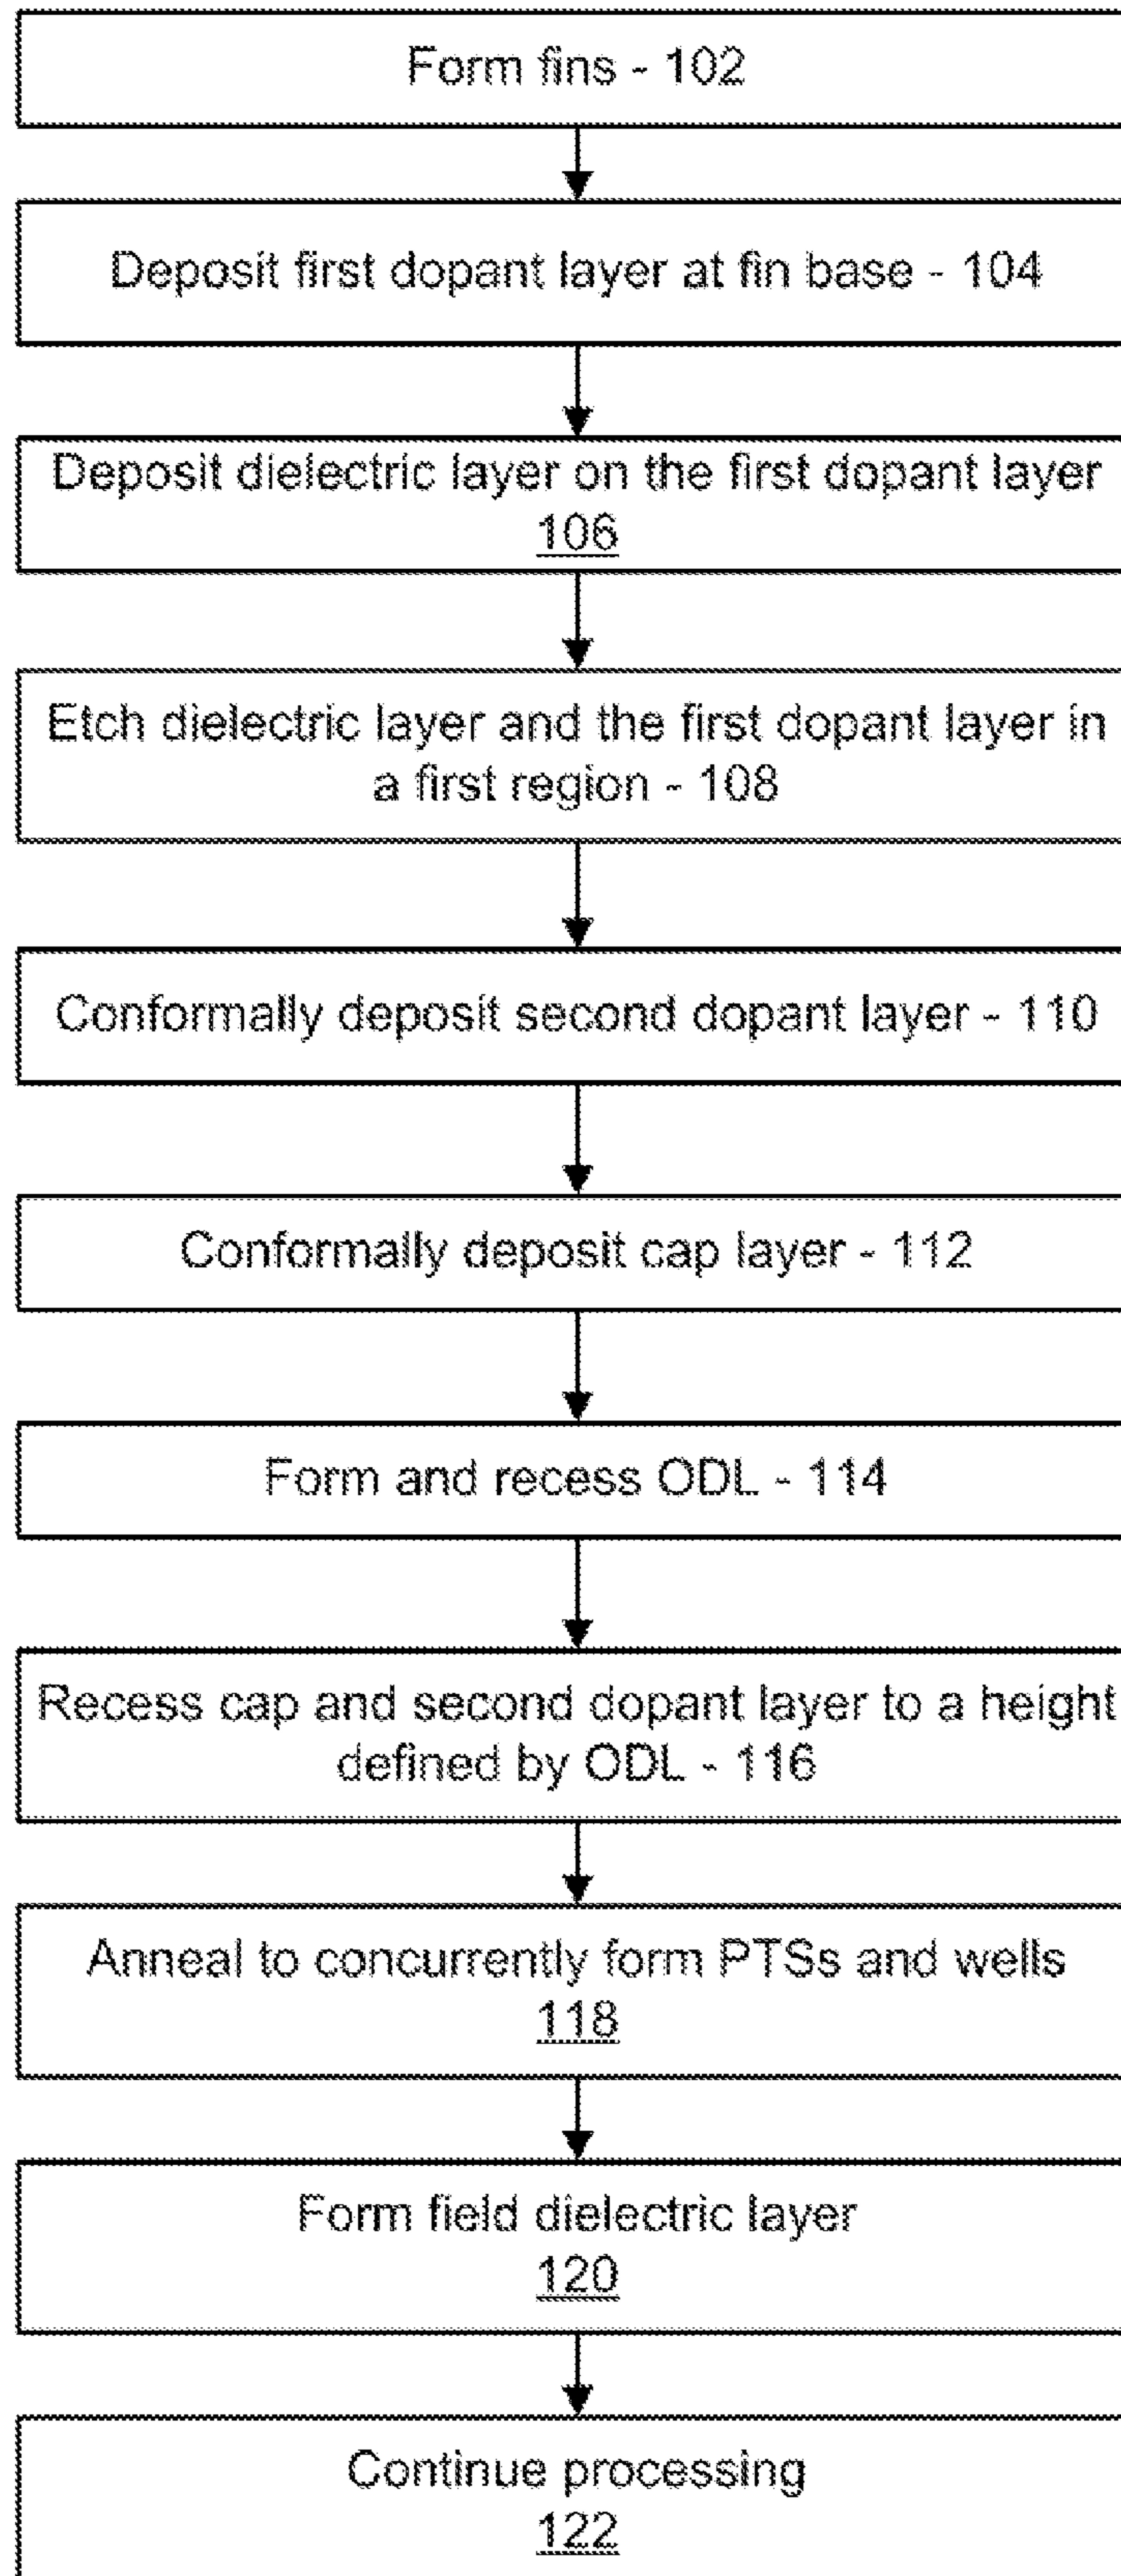 Form fins - 102
Deposit first dopant layer at fin base - 104
Deposit dielectric layer on the first dopant layer
106
Etch dielectric layer and the first dopant layer in
a first region - 108
Conformally deposit second dopant layer - 110
Conformally deposit cap layer - 112
Form and recess ODL - 114
Recess cap and second dopant layer to a height
defined by ODL - 116
Anneal to concurrently form PTSs and wells
118
Form field dielectric layer
120
Continue processing
122